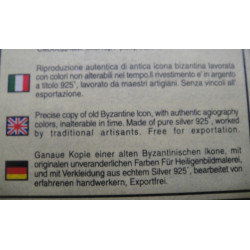 Riproduzione autentica di antica icona bizantina lavorata
con colori non alterabili nel tempo.Il rivestimento e' in argento
a titolo 925°, lavorato da maestri artigiani. Senza vincoli all'
esportazione.
Precise copy of old Byzantine Icon, with authentic agiography
colors, inalterable in time. Made of pure silver 925°, worked
by traditional artisants. Free for exportation.
Ganaue Kopie einer alten Byzantinischen Ikone, mit
originalen unveränderlichen Farben Für Heiligenbildmalerei,
und mit Verkleidung aus echtem Silver 925°, bearbeitet von
erfahrenen handwerkern, Exportfrei.